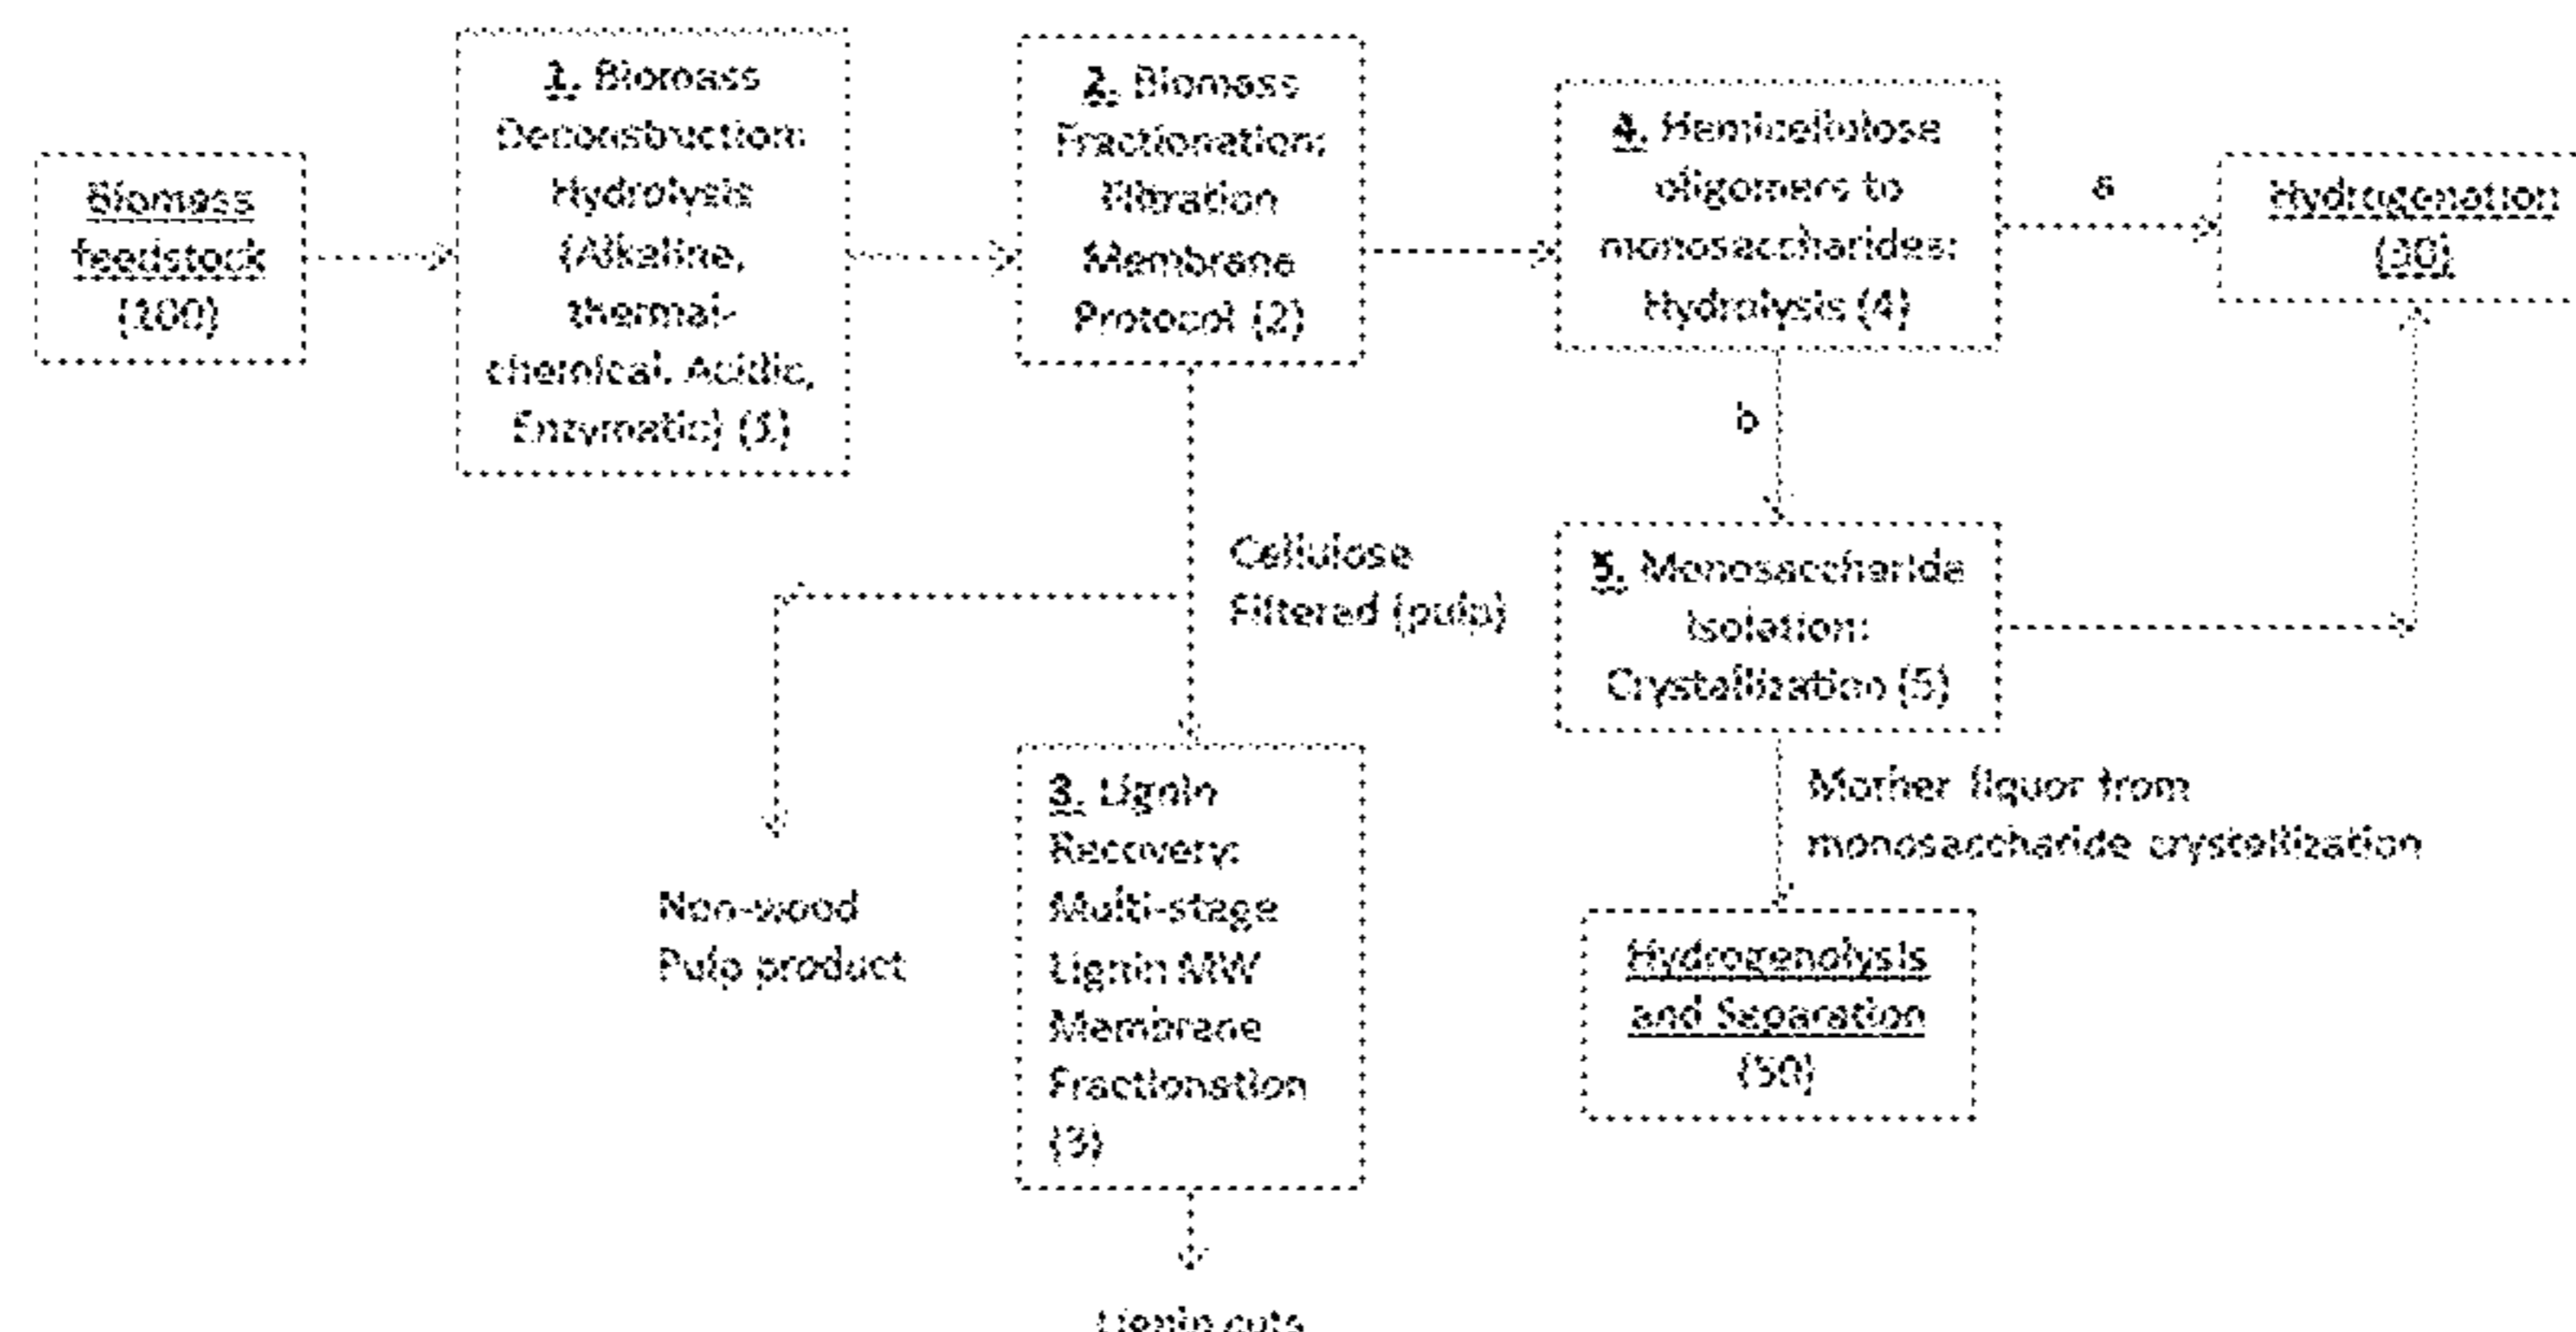 Biomass
feedstock
(100)
1. Biomass
Deconstruction:
Hydrolysis
(Alkaline,
thermal-
chemical. Acidic,
Enzymatic) (1)
2. Biomass
Fractionation:
Filtration
Membrane
Protocol (2)
4. Hemicellulose
oligomers to
monosaccharides:
Hydrolysis (4)
a
Hydrogenation
(30)
b
Cellulose
Filtered (pulp)
5. Monosaccharide
Isolation:
Crystallization (5)
Non-wood
Pulp product
3. Lignin
Recovery:
Multi-stage
Lignin MW
Membrane
Fractionation
(3)
Mother liquor from
monosaccharide crystallization
Hydrogenolysis
and Separation
(50)
Lignin cuts